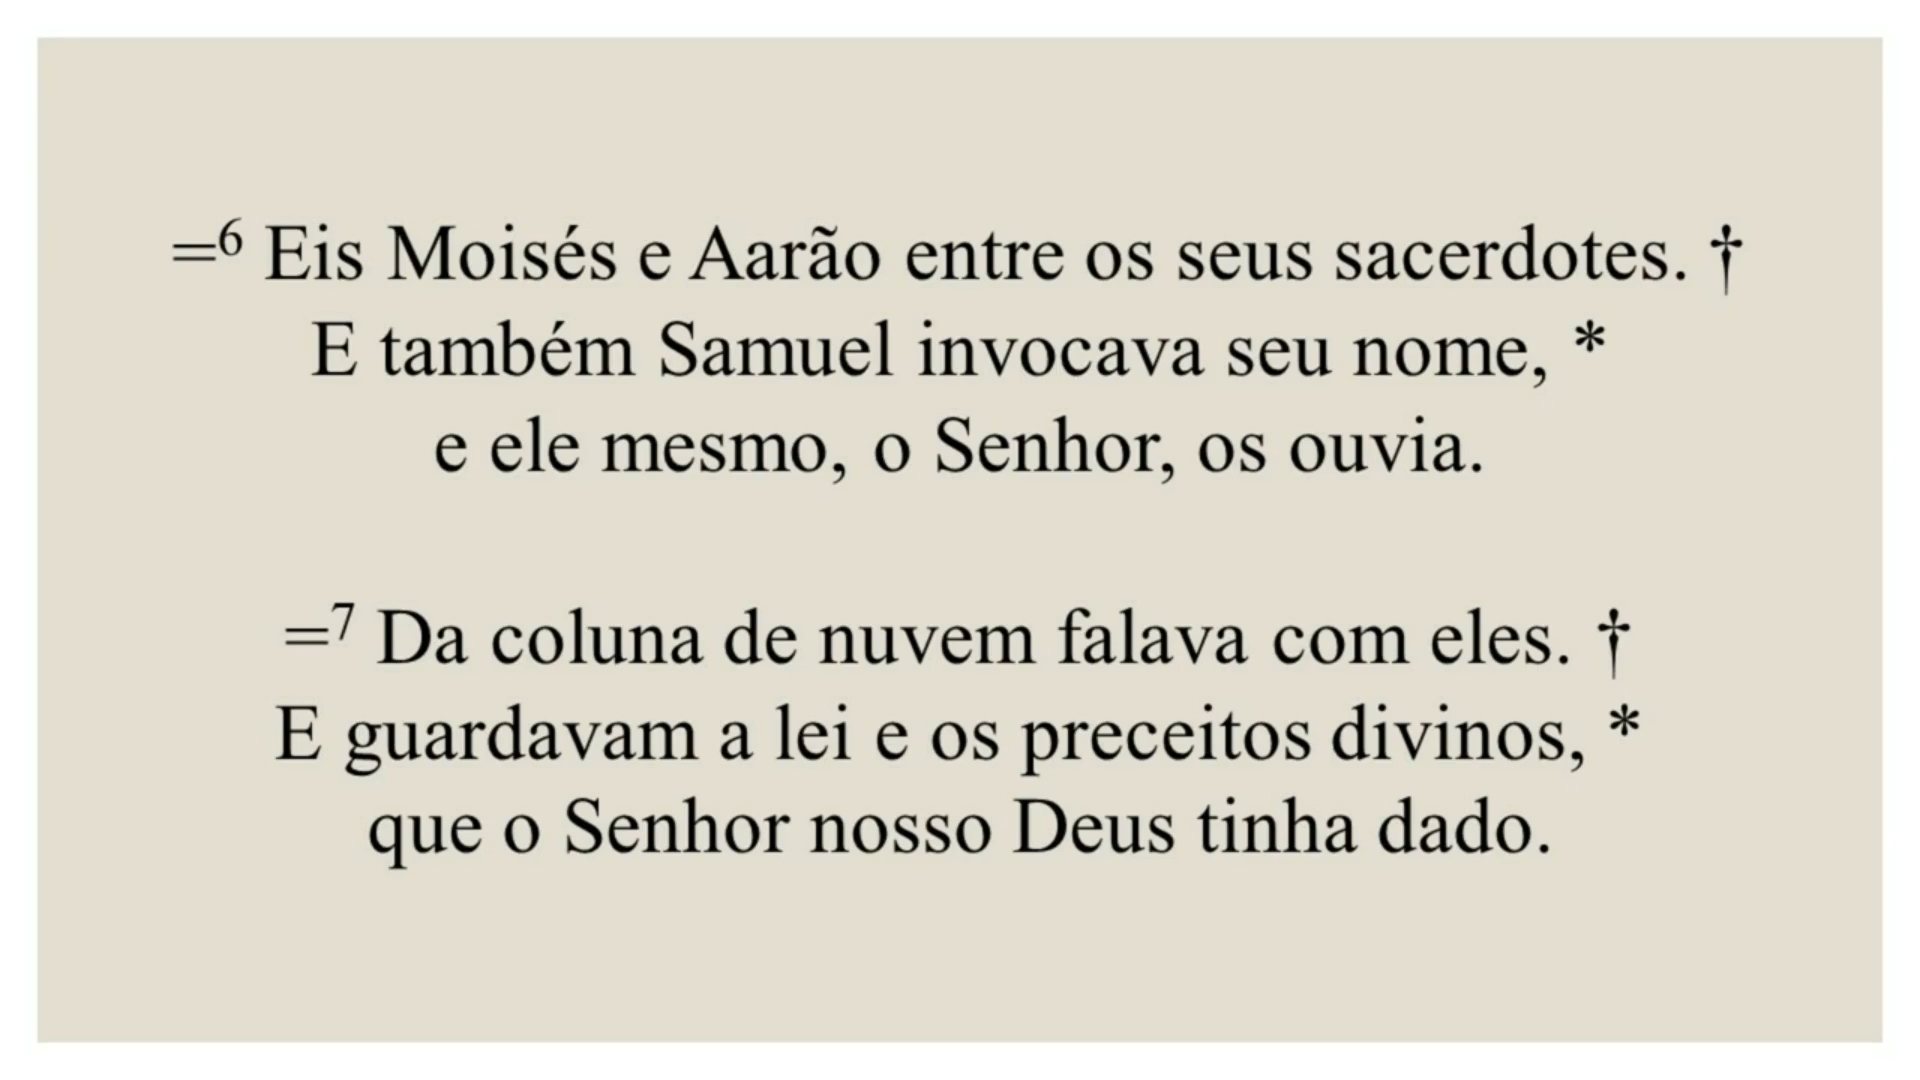 =⁶ Eis Moisés e Aarão entre os seus sacerdotes. †
E também Samuel invocava seu nome, *
e ele mesmo, o Senhor, os ouvia.
=⁷ Da coluna de nuvem falava com eles. †
E guardavam a lei e os preceitos divinos, *
que o Senhor nosso Deus tinha dado.